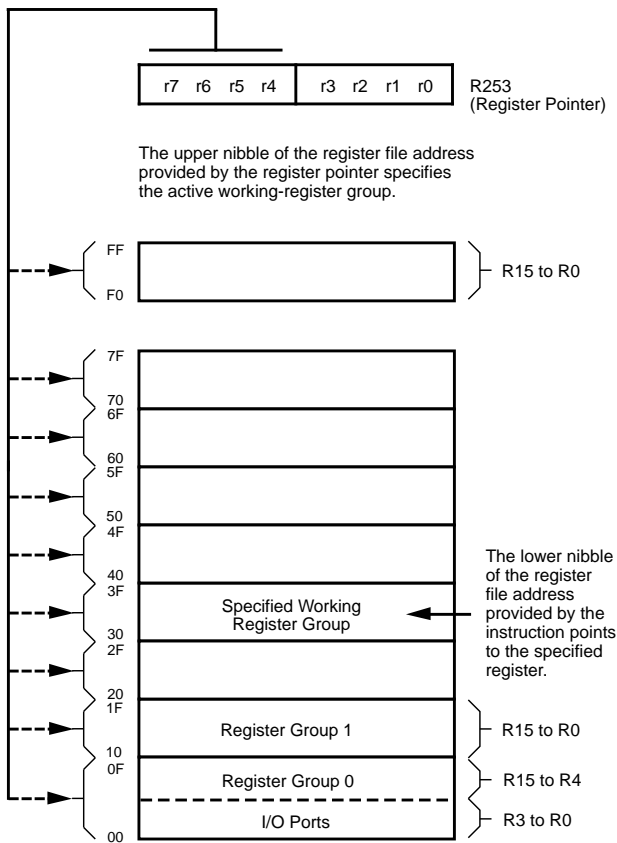 r7 r6 r5 r4 r3 r2 r1 r0
R253
(Register Pointer)
The upper nibble of the register file address
provided by the register pointer specifies
the active working-register group.
FF
F0
R15 to R0
7F
70
6F
60
5F
50
4F
40
3F
Specified Working
Register Group
30
The lower nibble
of the register
file address
provided by the
instruction points
to the specified
register.
2F
20
1F
Register Group 1
R15 to R0
10
0F
Register Group 0
R15 to R4
I/O Ports
R3 to R0
00